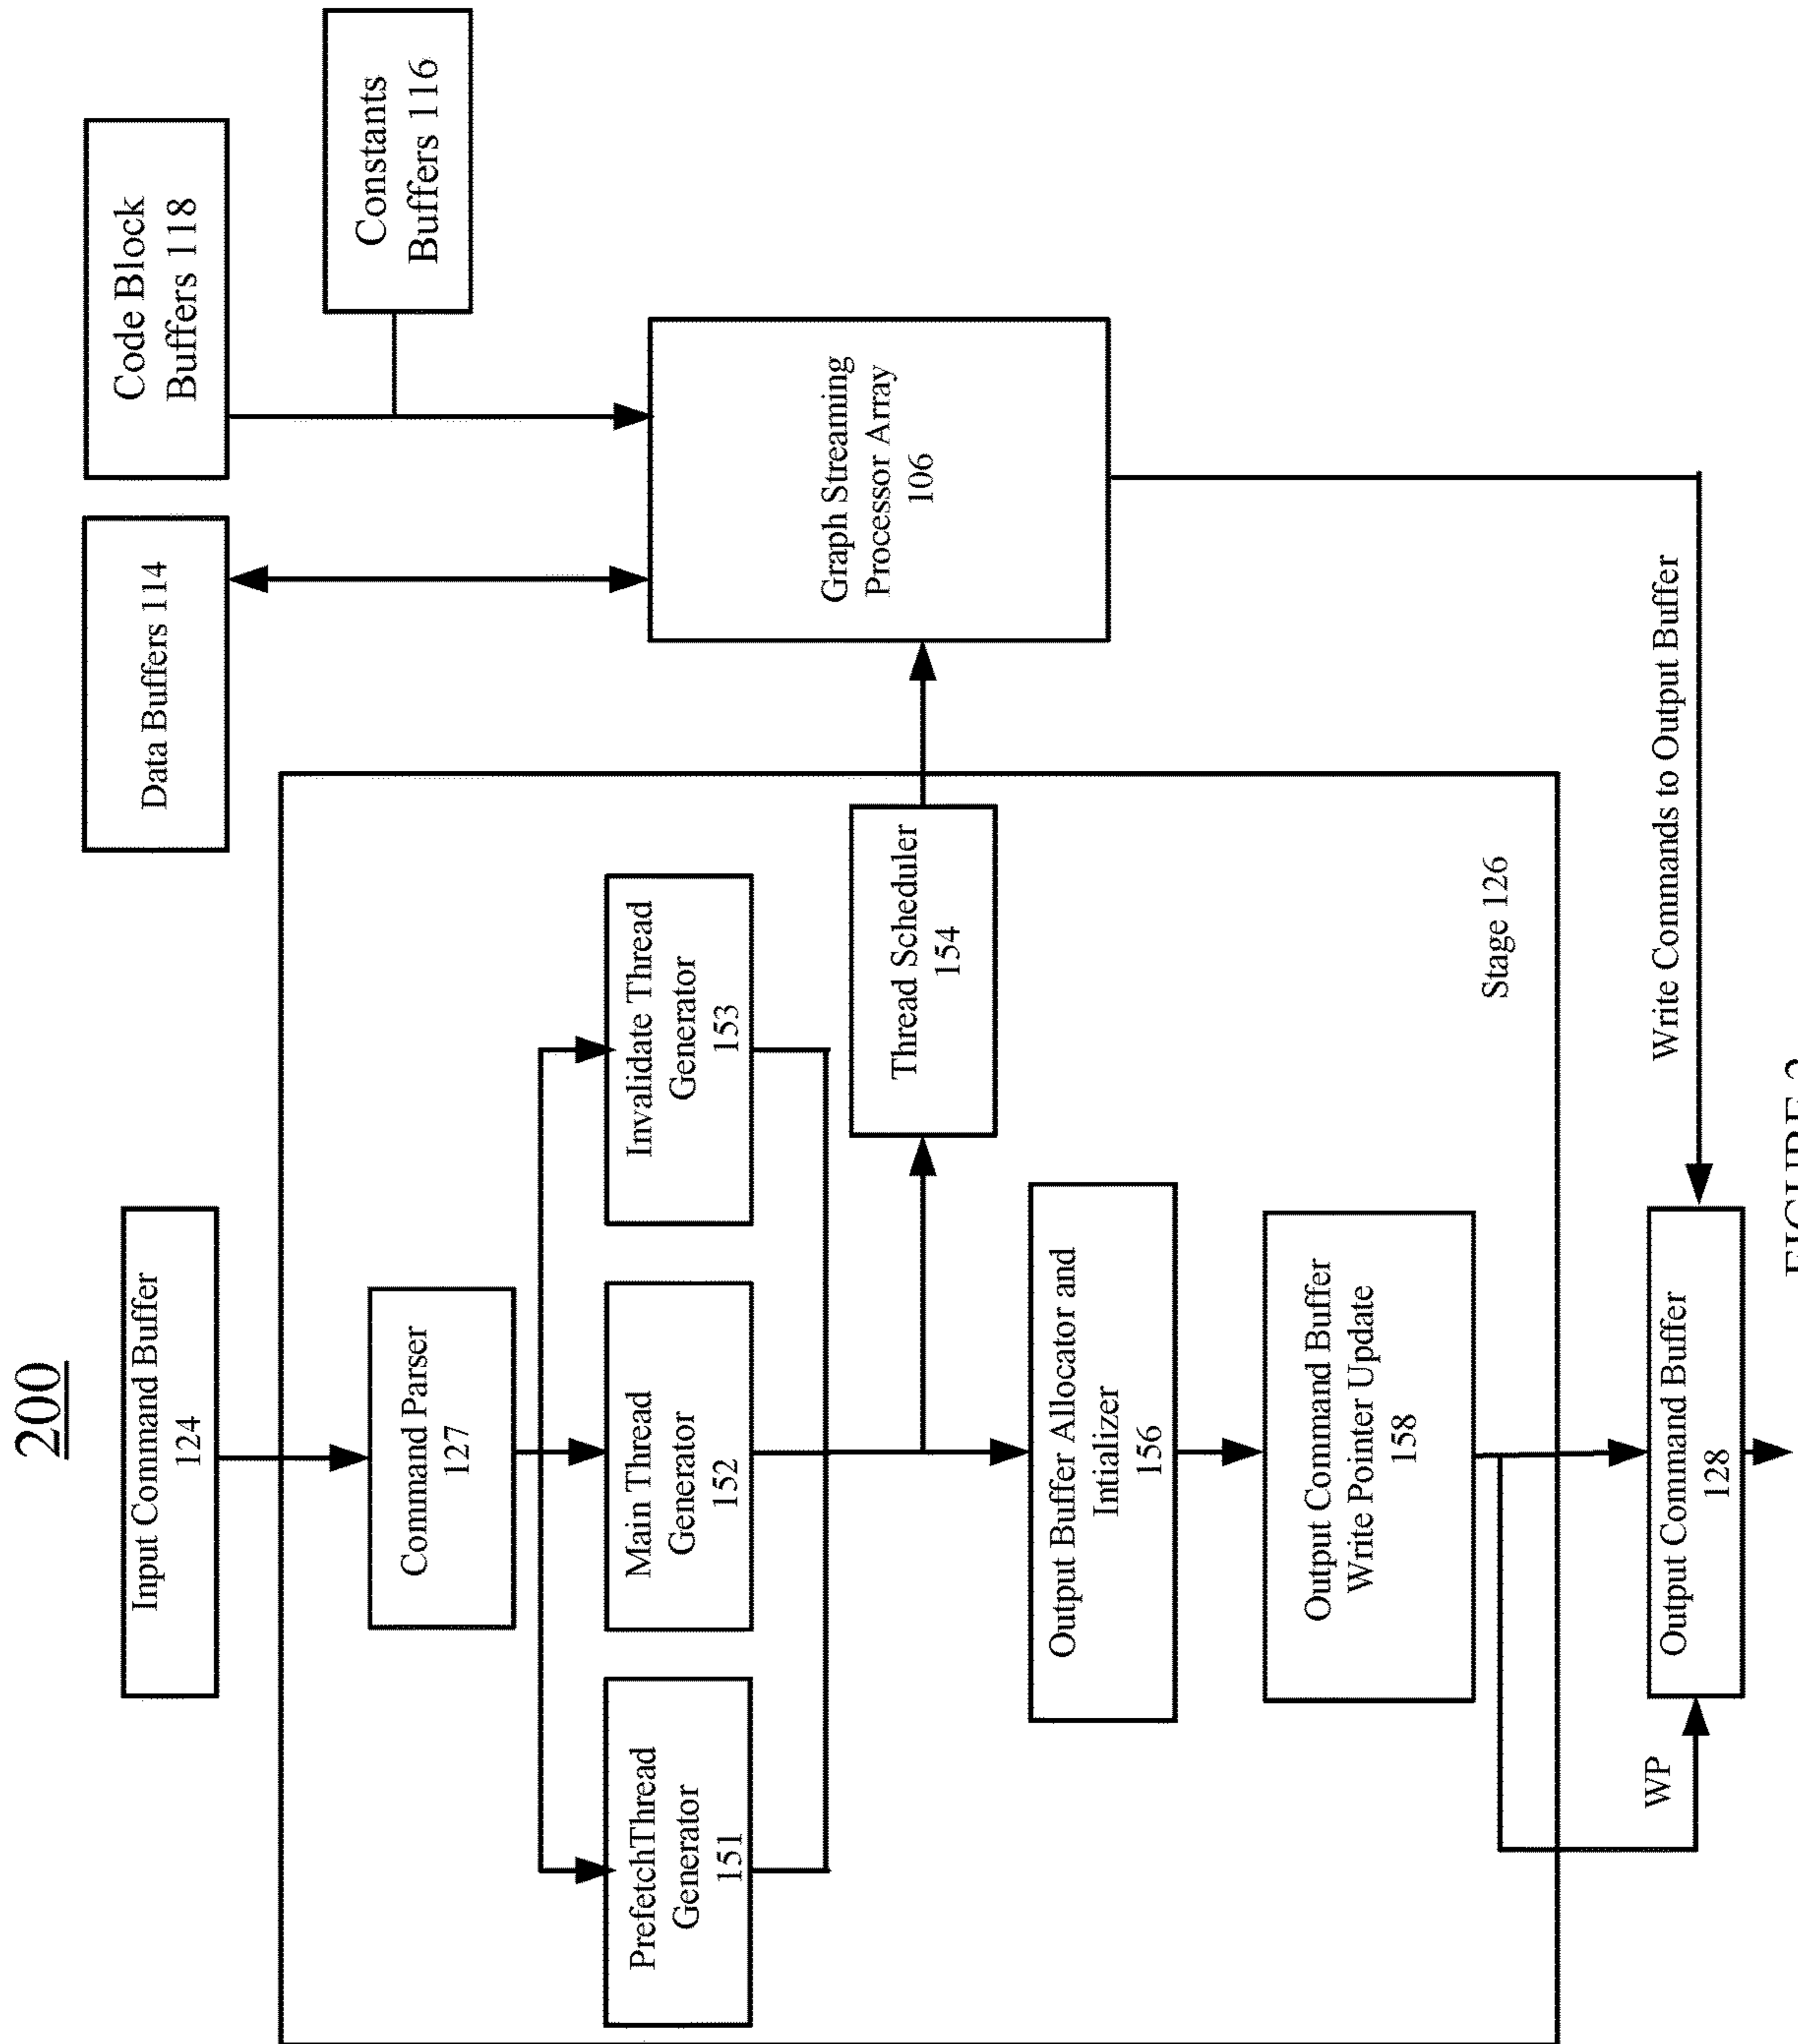 200
Input Command Buffer
124
Command Parser
127
PrefetchThread
Generator
151
Main Thread
Generator
152
Invalidate Thread
Generator
153
Thread Scheduler
154
Output Buffer Allocator and
Intializer
156
Output Command Buffer
Write Pointer Update
158
Stage 126
WP
Output Command Buffer
128
Data Buffers 114
Code Block
Buffers 118
Constants
Buffers 116
Graph Streaming
Processor Array
106
Write Commands to Output Buffer
FIGURE 2